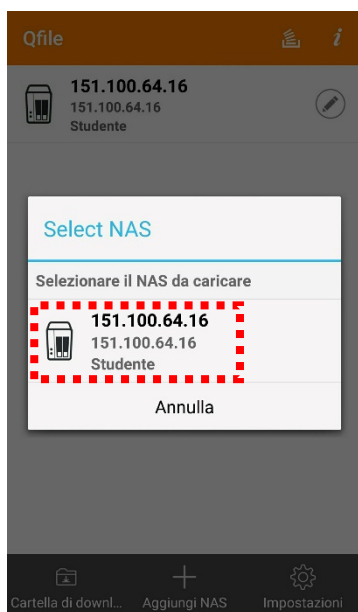 Qfile
151.100.64.16
151.100.64.16
Studente
Select NAS
Selezionare il NAS da caricare
151.100.64.16
151.100.64.16
Studente
Annulla
Cartella di downl... Aggiungi NAS Impostazioni